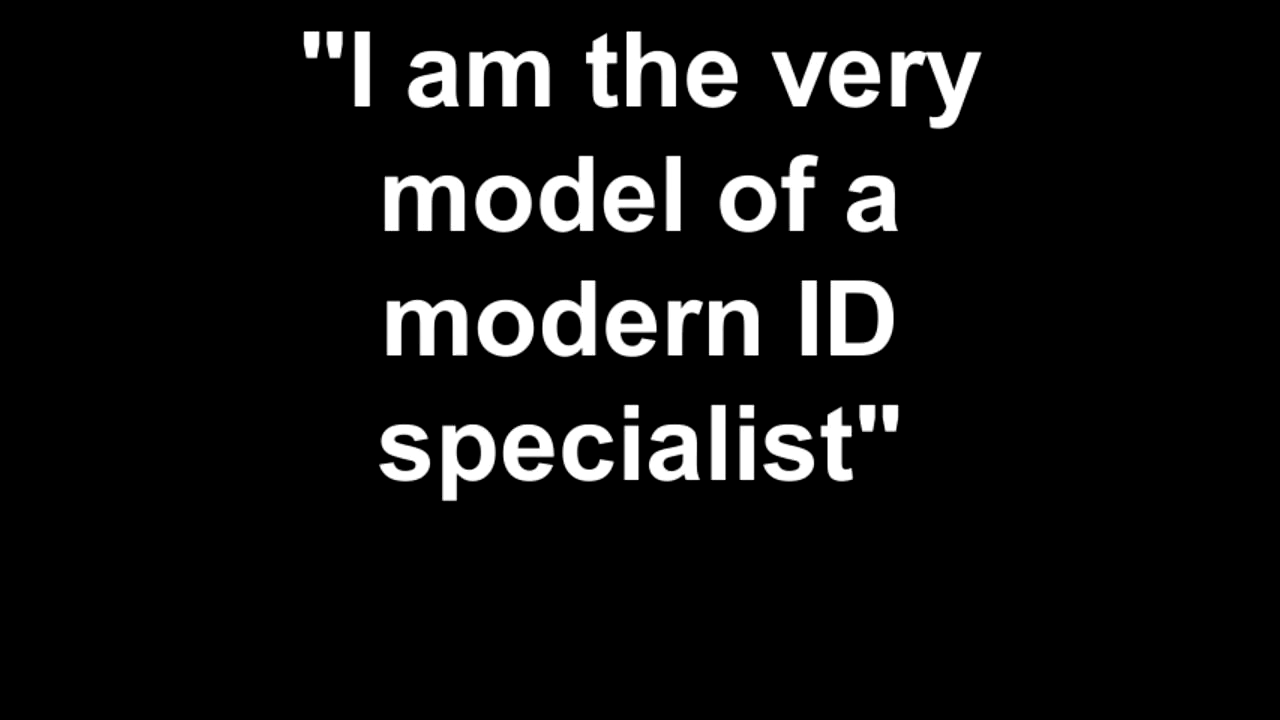 "I am the very
model of a
modern ID
specialist"